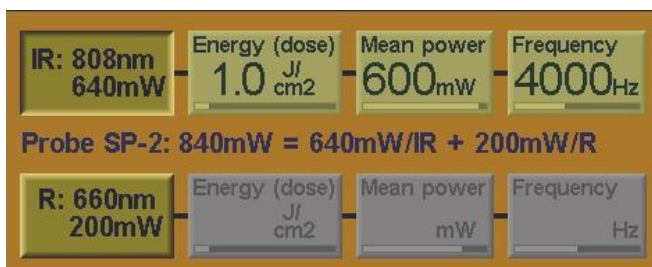 IR: 808nm
640mW
Energy (dose)
1.0 J/
cm2
Mean power
600mW
Frequency
4000Hz
Probe SP-2: 840mW = 640mW/IR + 200mW/R
R: 660nm
200mW
Energy (dose)
J/
cm2
Mean power
mW
Frequency
Hz